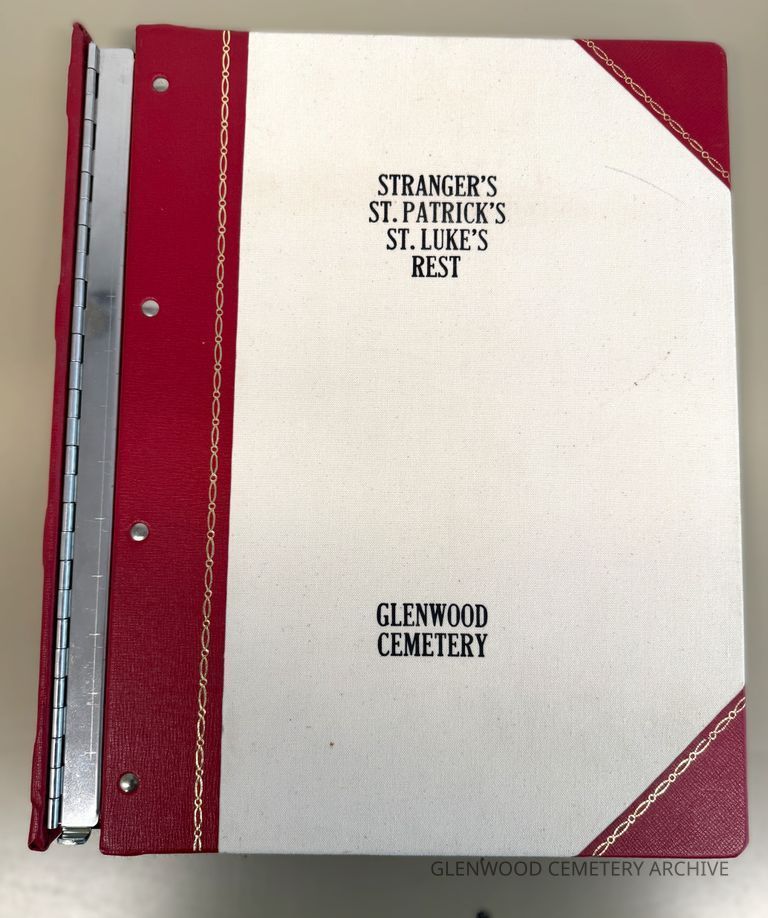 STRANGER'S
ST. PATRICK'S
ST. LUKE'S
REST
GLENWOOD
CEMETERY
GLENWOOD CEMETERY ARCHIVE